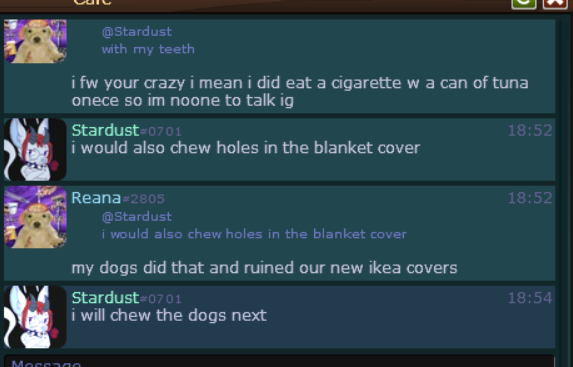 Cafe
@Stardust
with my teeth
i fw your crazy i mean i did eat a cigarette w a can of tuna
onece so im noone to talk ig
Stardust#0701 18:52
i would also chew holes in the blanket cover
Reana#2805 18:52
@Stardust
i would also chew holes in the blanket cover
my dogs did that and ruined our new ikea covers
Stardust#0701 18:54
i will chew the dogs next
Message